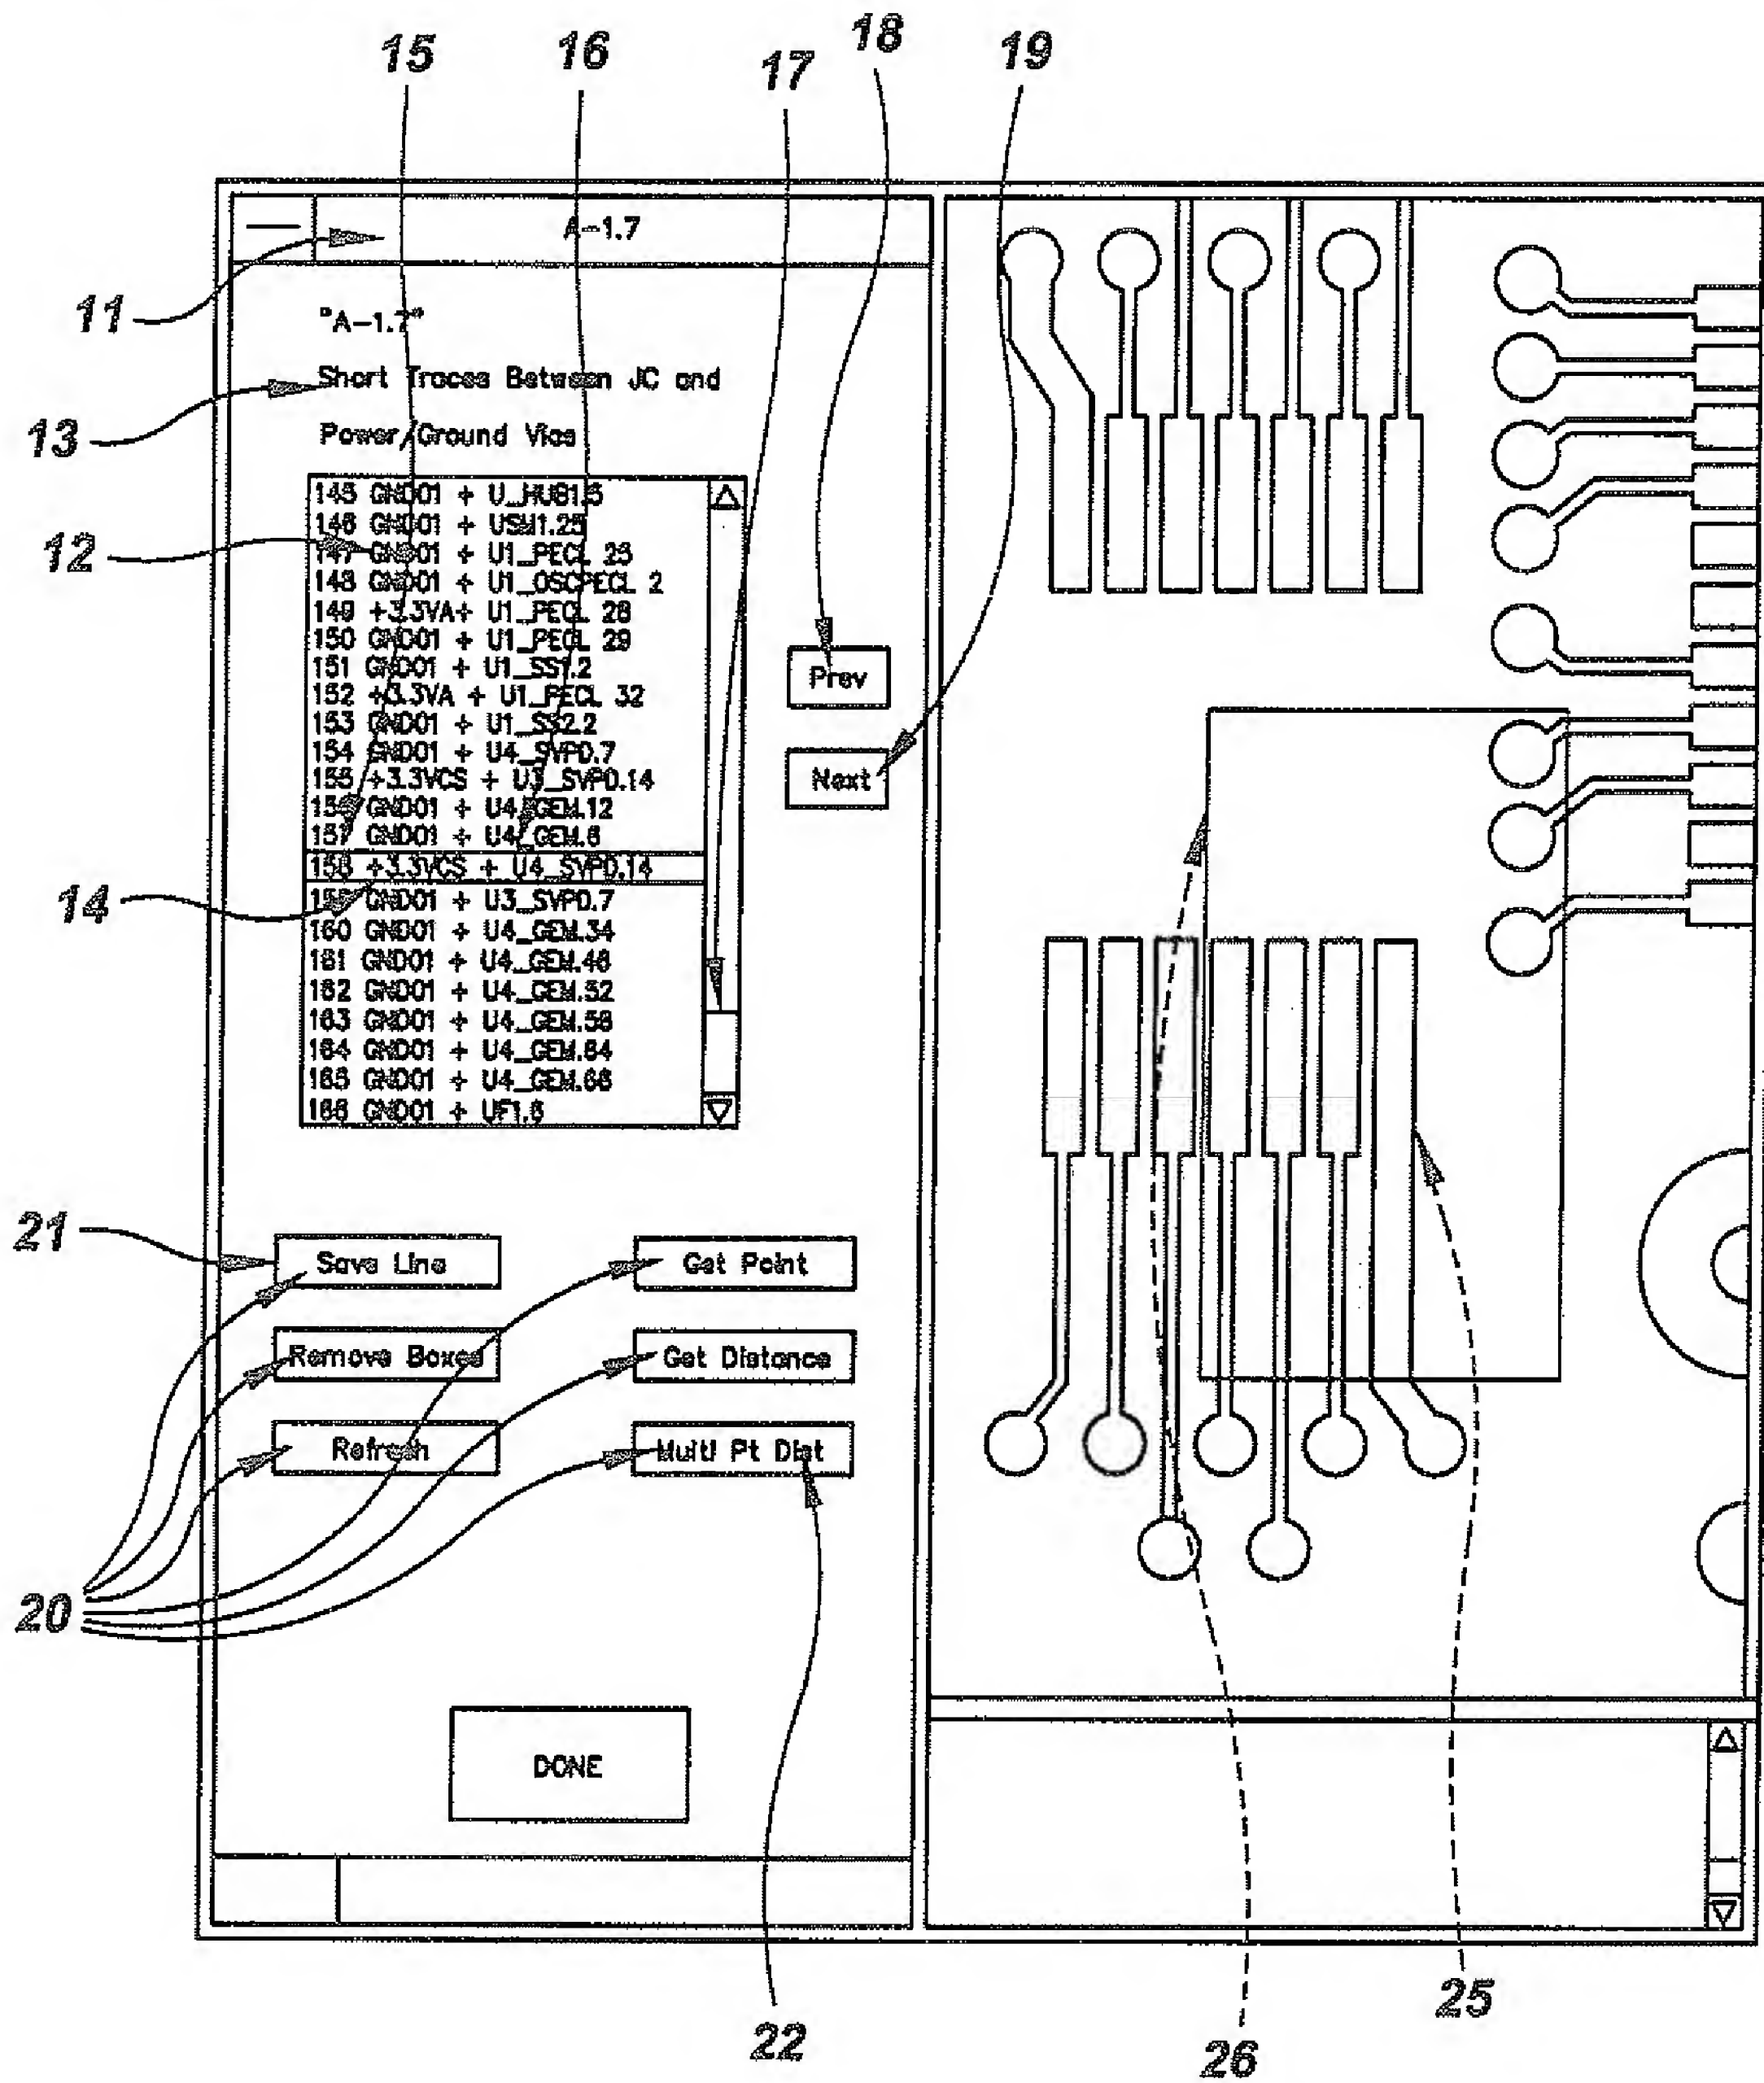 15
16
17
18
19
A-1.7
11
"A-1.7"
Short Traces Between JC and
13
Power/Ground Vias
145 GND01 + U_HUB1.5
146 GND01 + USM1.25
12
147 GND01 + U1_PECL 25
148 GND01 + U1_OSCPECL 2
149 +3.3VA+ U1_PECL 28
150 GND01 + U1_PECL 29
151 GND01 + U1_SS1.2
152 +3.3VA + U1_PECL 32
153 GND01 + U1_SS2.2
154 GND01 + U4_SVPD.7
155 +3.3VCS + U3_SVPD.14
156 GND01 + U4_GEM.12
157 GND01 + U4_GEM.6
158 +3.3VCS + U4_SVPD.14
14
159 GND01 + U3_SVPD.7
160 GND01 + U4_GEM.34
161 GND01 + U4_GEM.46
162 GND01 + U4_GEM.52
163 GND01 + U4_GEM.58
164 GND01 + U4_GEM.64
165 GND01 + U4_GEM.66
166 GND01 + UF1.6
Prev
Next
21
Save Line
Get Point
Remove Boxes
Get Distance
Refresh
Multi Pt Dist
20
DONE
22
26
25